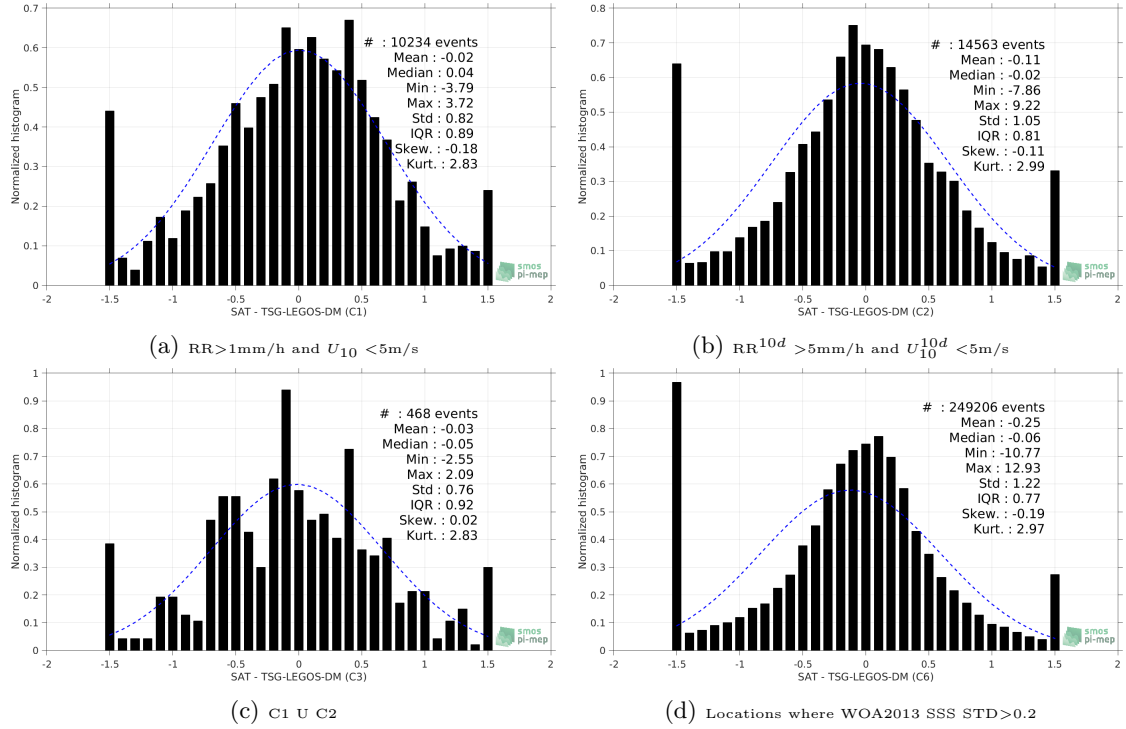 0.7
0.6
0.5
0.4
0.3
0.2
0.1
0
Normalized histogram
# : 10234 events
Mean : -0.02
Median : 0.04
Min : -3.79
Max : 3.72
Std : 0.82
IQR : 0.89
Skew. : -0.18
Kurt. : 2.83
smos
pi-mep
-2 -1.5 -1 -0.5 0 0.5 1 1.5 2
SAT - TSG-LEGOS-DM (C1)
(a) RR>1mm/h and U10 <5m/s
0.8
0.7
0.6
0.5
0.4
0.3
0.2
0.1
0
Normalized histogram
# : 14563 events
Mean : -0.11
Median : -0.02
Min : -7.86
Max : 9.22
Std : 1.05
IQR : 0.81
Skew. : -0.11
Kurt. : 2.99
smos
pi-mep
-2 -1.5 -1 -0.5 0 0.5 1 1.5 2
SAT - TSG-LEGOS-DM (C2)
(b) RR10d >5mm/h and U10 10d <5m/s
1
0.9
0.8
0.7
0.6
0.5
0.4
0.3
0.2
0.1
0
Normalized histogram
# : 468 events
Mean : -0.03
Median : -0.05
Min : -2.55
Max : 2.09
Std : 0.76
IQR : 0.92
Skew. : 0.02
Kurt. : 2.83
smos
pi-mep
-2 -1.5 -1 -0.5 0 0.5 1 1.5 2
SAT - TSG-LEGOS-DM (C3)
(c) C1 U C2
1
0.9
0.8
0.7
0.6
0.5
0.4
0.3
0.2
0.1
0
Normalized histogram
# : 249206 events
Mean : -0.25
Median : -0.06
Min : -10.77
Max : 12.93
Std : 1.22
IQR : 0.77
Skew. : -0.19
Kurt. : 2.97
smos
pi-mep
-2 -1.5 -1 -0.5 0 0.5 1 1.5 2
SAT - TSG-LEGOS-DM (C6)
(d) Locations where WOA2013 SSS STD>0.2